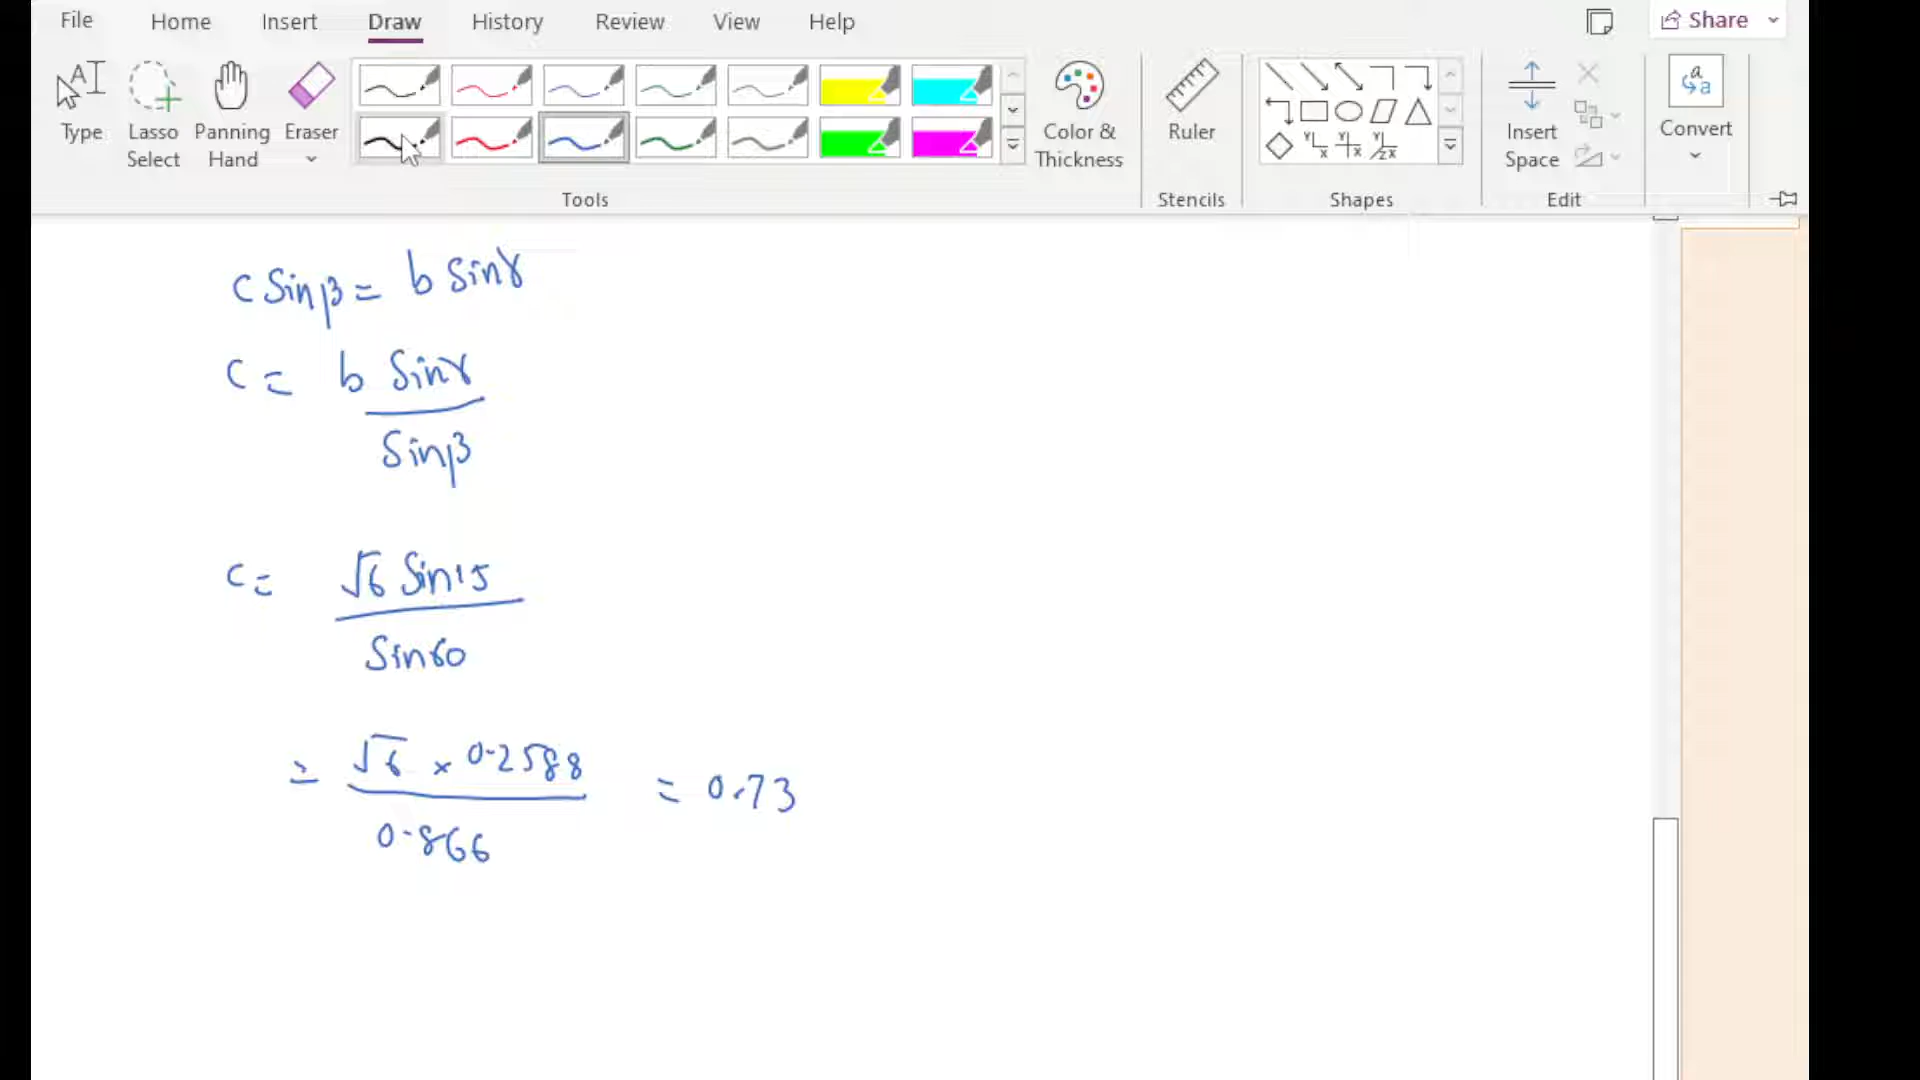 File Home Insert Draw History Review View Help Share
Type Lasso Select Panning Hand Eraser Color & Thickness Ruler Insert Space Convert
Tools Stencils Shapes Edit
c Sinβ = b Sinγ
c = b Sinγ
Sinβ
c = √6 Sin15
Sin60
= √6 × 0.2588 = 0.73
0.866